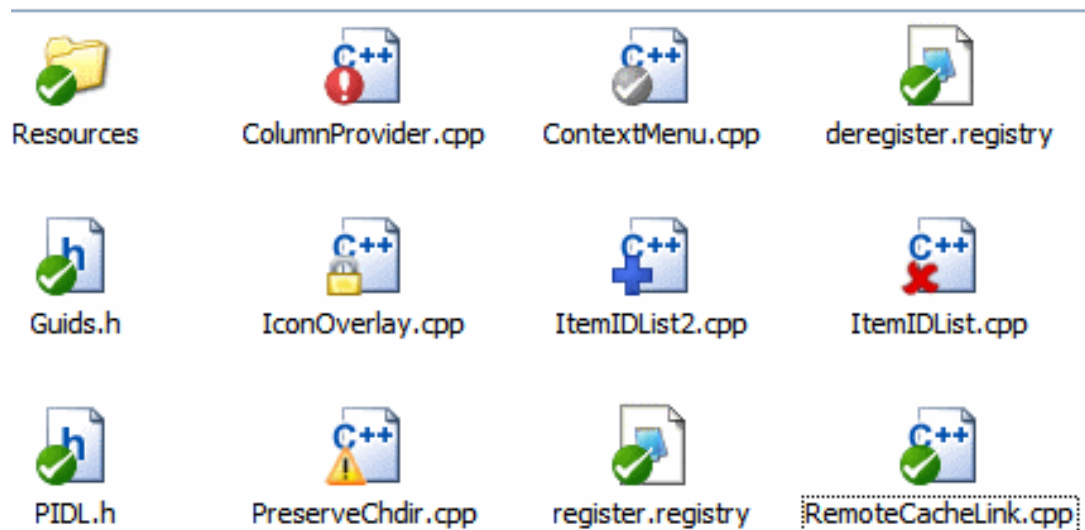 C++ C++
Resources ColumnProvider.cpp ContextMenu.cpp deregister.registry
h C++ C++ C++
Guids.h IconOverlay.cpp ItemIDList2.cpp ItemIDList.cpp
h C++ C++
PIDL.h PreserveChdir.cpp register.registry RemoteCacheLink.cpp